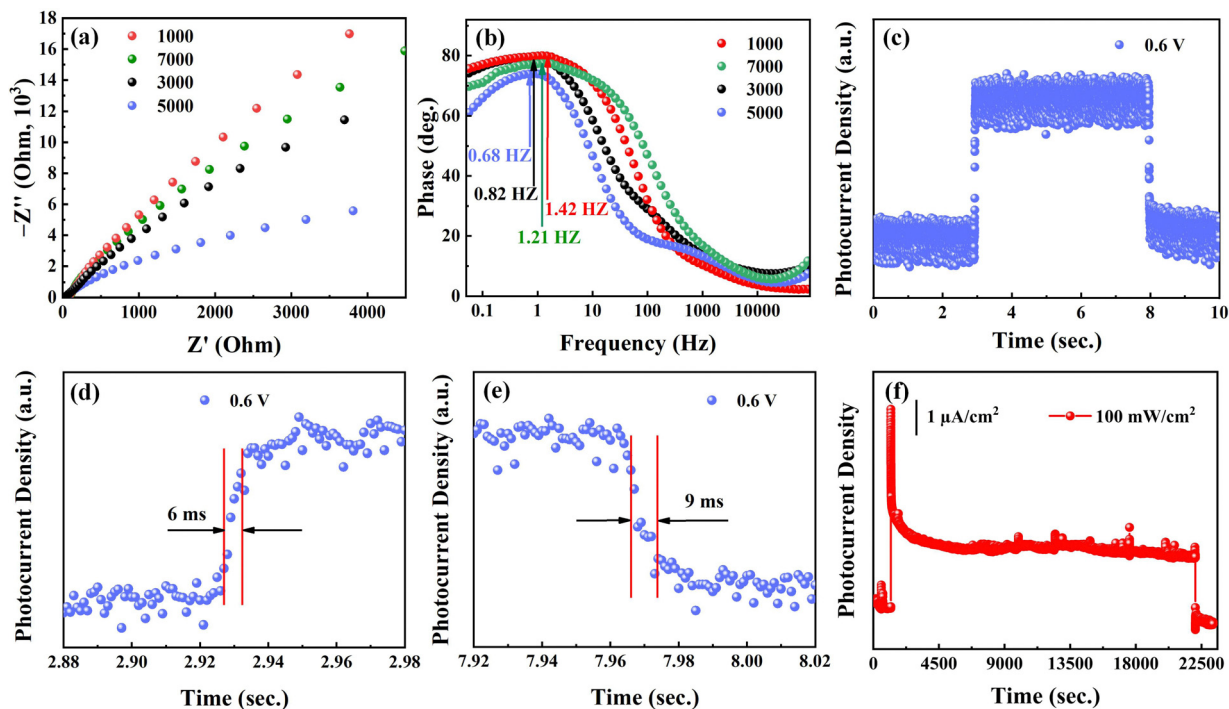 (a)
1000
7000
3000
5000
18
16
14
12
10
8
6
4
2
0
−Z'' (Ohm, 10³)
0 1000 2000 3000 4000
Z' (Ohm)
(b)
1000
7000
3000
5000
100
80
60
40
20
0
Phase (deg.)
0.68 HZ
0.82 HZ
1.42 HZ
1.21 HZ
0.1 1 10 100 1000 10000
Frequency (Hz)
(c)
0.6 V
Photocurrent Density (a.u.)
0 2 4 6 8 10
Time (sec.)
(d)
0.6 V
6 ms
Photocurrent Density (a.u.)
2.88 2.90 2.92 2.94 2.96 2.98
Time (sec.)
(e)
0.6 V
9 ms
Photocurrent Density (a.u.)
7.92 7.94 7.96 7.98 8.00 8.02
Time (sec.)
(f)
1 μA/cm²
100 mW/cm²
Photocurrent Density
0 4500 9000 13500 18000 22500
Time (sec.)